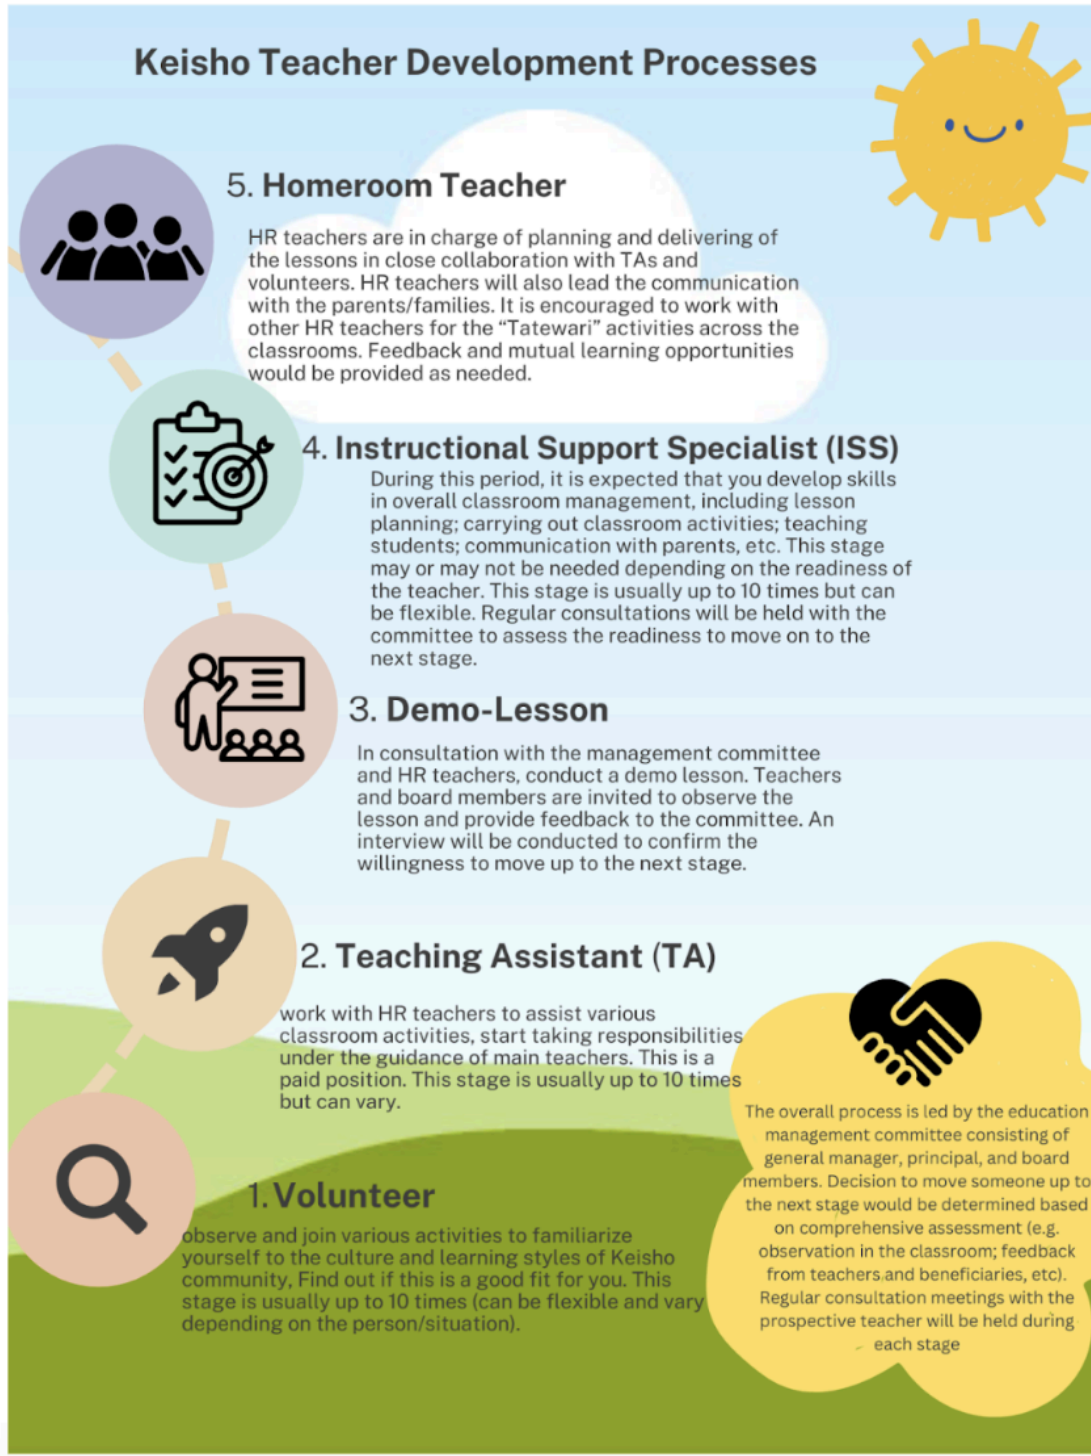 Keisho Teacher Development Processes
5. Homeroom Teacher
HR teachers are in charge of planning and delivering of
the lessons in close collaboration with TAs and
volunteers. HR teachers will also lead the communication
with the parents/families. It is encouraged to work with
other HR teachers for the “Tatewari” activities across the
classrooms. Feedback and mutual learning opportunities
would be provided as needed.
4. Instructional Support Specialist (ISS)
During this period, it is expected that you develop skills
in overall classroom management, including lesson
planning; carrying out classroom activities; teaching
students; communication with parents, etc. This stage
may or may not be needed depending on the readiness of
the teacher. This stage is usually up to 10 times but can
be flexible. Regular consultations will be held with the
committee to assess the readiness to move on to the
next stage.
3. Demo-Lesson
In consultation with the management committee
and HR teachers, conduct a demo lesson. Teachers
and board members are invited to observe the
lesson and provide feedback to the committee. An
interview will be conducted to confirm the
willingness to move up to the next stage.
2. Teaching Assistant (TA)
work with HR teachers to assist various
classroom activities, start taking responsibilities
under the guidance of main teachers. This is a
paid position. This stage is usually up to 10 times
but can vary.
1. Volunteer
observe and join various activities to familiarize
yourself to the culture and learning styles of Keisho
community, Find out if this is a good fit for you. This
stage is usually up to 10 times (can be flexible and vary
depending on the person/situation).
The overall process is led by the education
management committee consisting of
general manager, principal, and board
members. Decision to move someone up to
the next stage would be determined based
on comprehensive assessment (e.g.
observation in the classroom; feedback
from teachers and beneficiaries, etc).
Regular consultation meetings with the
prospective teacher will be held during
each stage